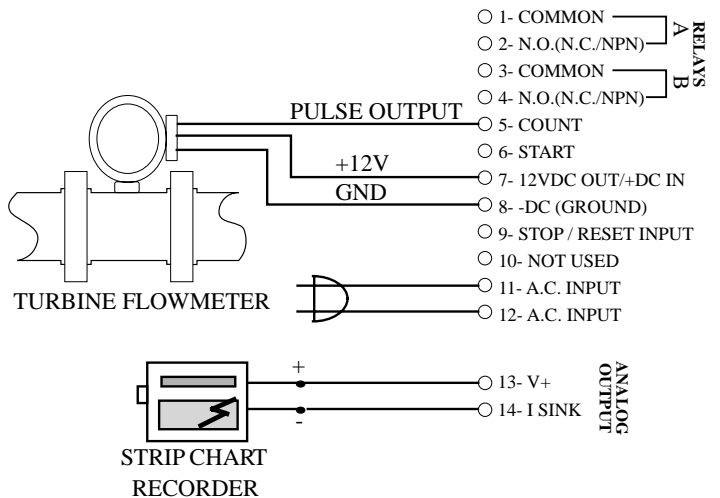 1- COMMON
2- N.O.(N.C./NPN)
A
3- COMMON
4- N.O.(N.C./NPN)
B
RELAYS
PULSE OUTPUT
5- COUNT
6- START
+12V
7- 12VDC OUT/+DC IN
GND
8- -DC (GROUND)
9- STOP / RESET INPUT
10- NOT USED
TURBINE FLOWMETER
11- A.C. INPUT
12- A.C. INPUT
+
13- V+
-
14- I SINK
ANALOG
OUTPUT
STRIP CHART
RECORDER